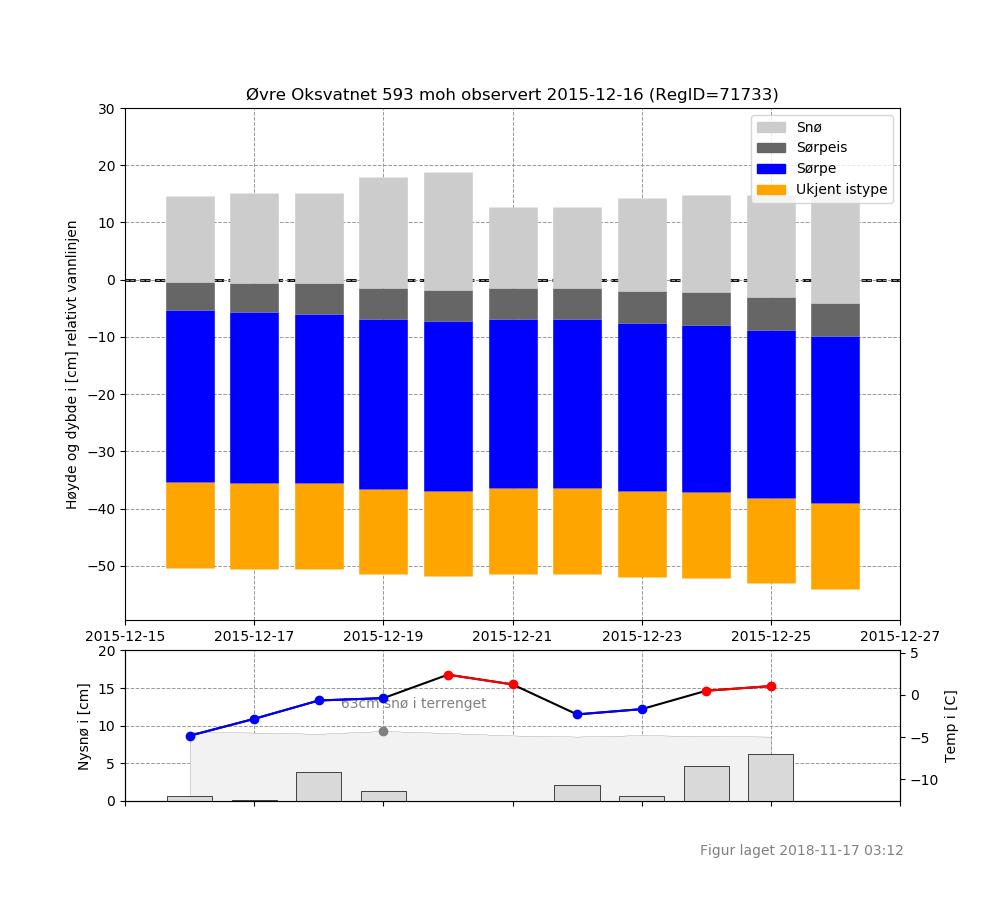 Øvre Oksvatnet 593 moh observert 2015-12-16 (RegID=71733)
Høyde og dybde i [cm] relativt vannlinjen
30
20
10
0
−10
−20
−30
−40
−50
Snø
Sørpeis
Sørpe
Ukjent istype
2015-12-15 2015-12-17 2015-12-19 2015-12-21 2015-12-23 2015-12-25 2015-12-27
Nysnø i [cm]
20
15
10
5
0
63cm snø i terrenget
5
0
−5
−10
Temp i [C]
Figur laget 2018-11-17 03:12